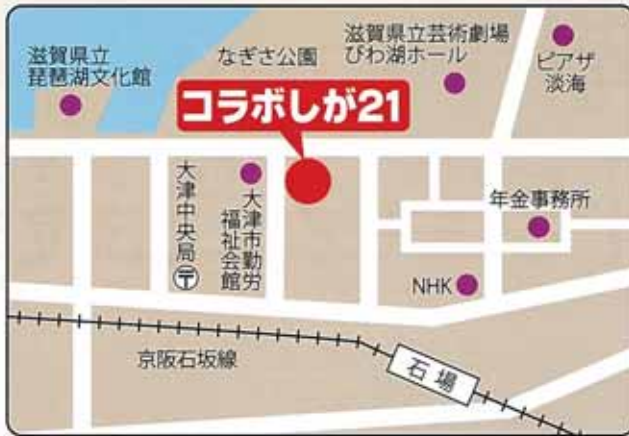 滋賀県立
琵琶湖文化館
なぎさ公園
滋賀県立芸術劇場
びわ湖ホール
ピアザ
淡海
コラボしが21
大津中央局
〒
大津市勤労
福祉会館
年金事務所
NHK
京阪石坂線
石場